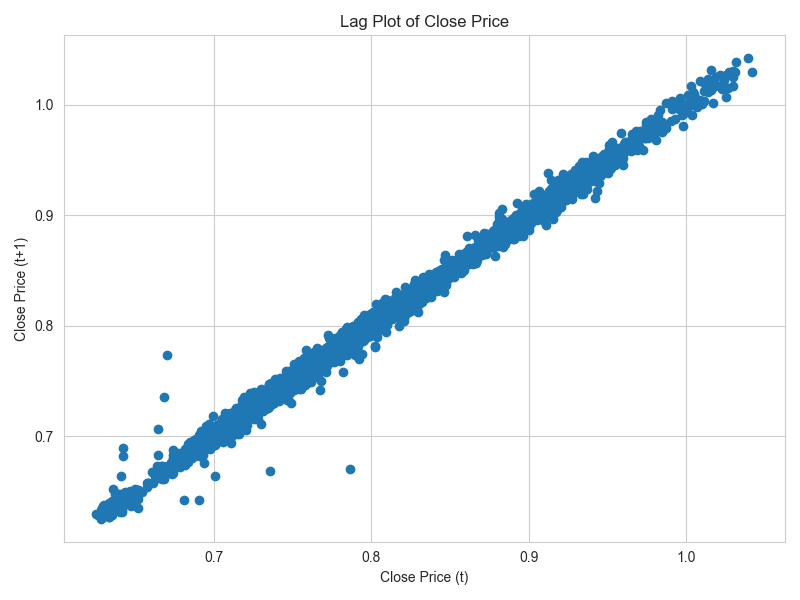 Lag Plot of Close Price
1.0
0.9
0.8
0.7
Close Price (t+1)
0.7 0.8 0.9 1.0
Close Price (t)